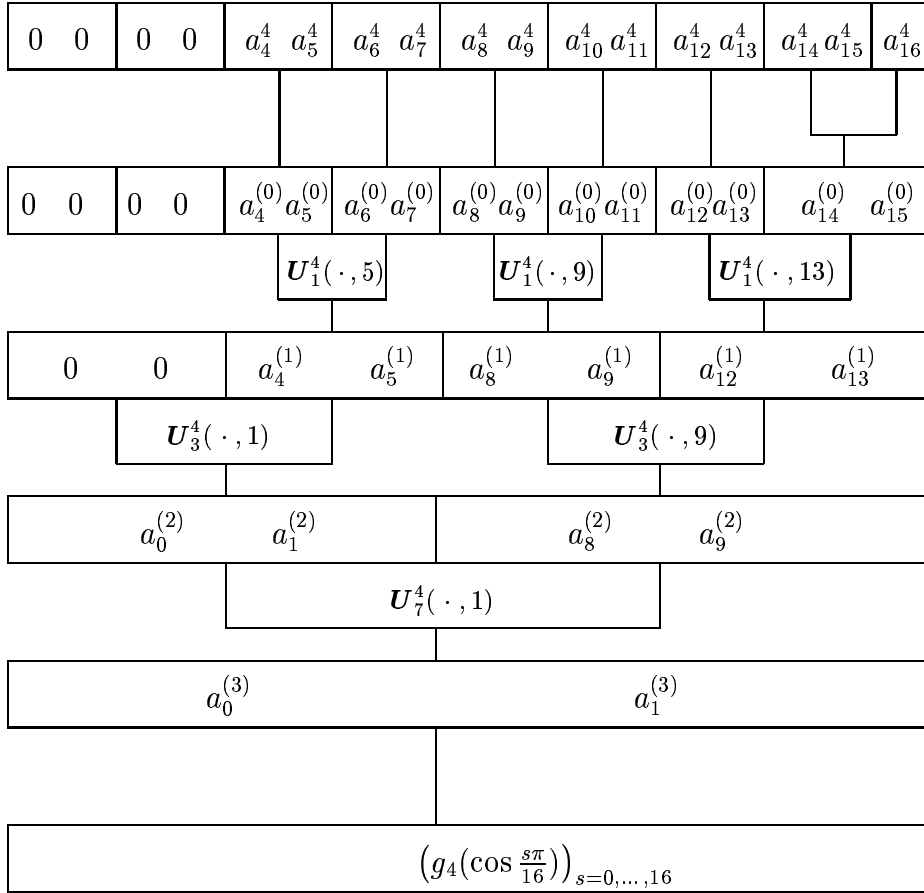 0 0 0 0 a_4^4 a_5^4 a_6^4 a_7^4 a_8^4 a_9^4 a_{10}^4 a_{11}^4 a_{12}^4 a_{13}^4 a_{14}^4 a_{15}^4 a_{16}^4
0 0 0 0 a_4^{(0)} a_5^{(0)} a_6^{(0)} a_7^{(0)} a_8^{(0)} a_9^{(0)} a_{10}^{(0)} a_{11}^{(0)} a_{12}^{(0)} a_{13}^{(0)} a_{14}^{(0)} a_{15}^{(0)}
U_1^4(·,5) U_1^4(·,9) U_1^4(·,13)
0 0 a_4^{(1)} a_5^{(1)} a_8^{(1)} a_9^{(1)} a_{12}^{(1)} a_{13}^{(1)}
U_3^4(·,1) U_3^4(·,9)
a_0^{(2)} a_1^{(2)} a_8^{(2)} a_9^{(2)}
U_7^4(·,1)
a_0^{(3)} a_1^{(3)}
(g_4(cos \frac{sπ}{16}))_{s=0,...,16}